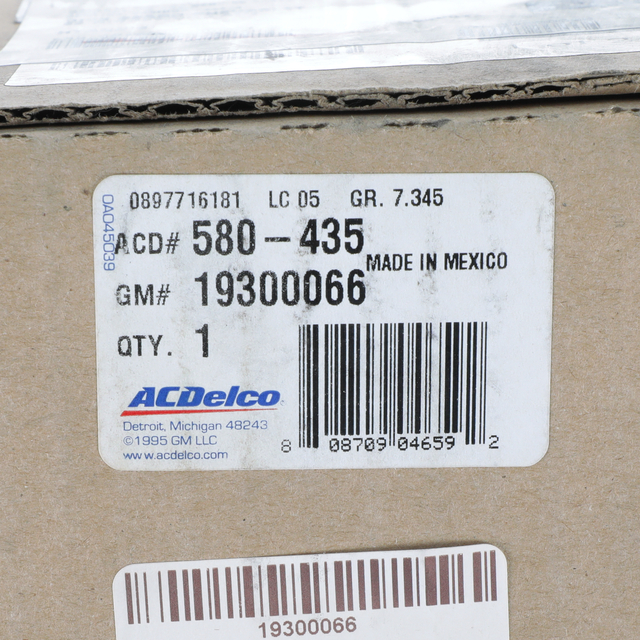 0897716181 LC 05 GR. 7.345
0A045039
ACD# 580-435
MADE IN MEXICO
GM# 19300066
QTY. 1
ACDelco
Detroit, Michigan 48243
©1995 GM LLC
www.acdelco.com
8 08709 04659 2
19300066